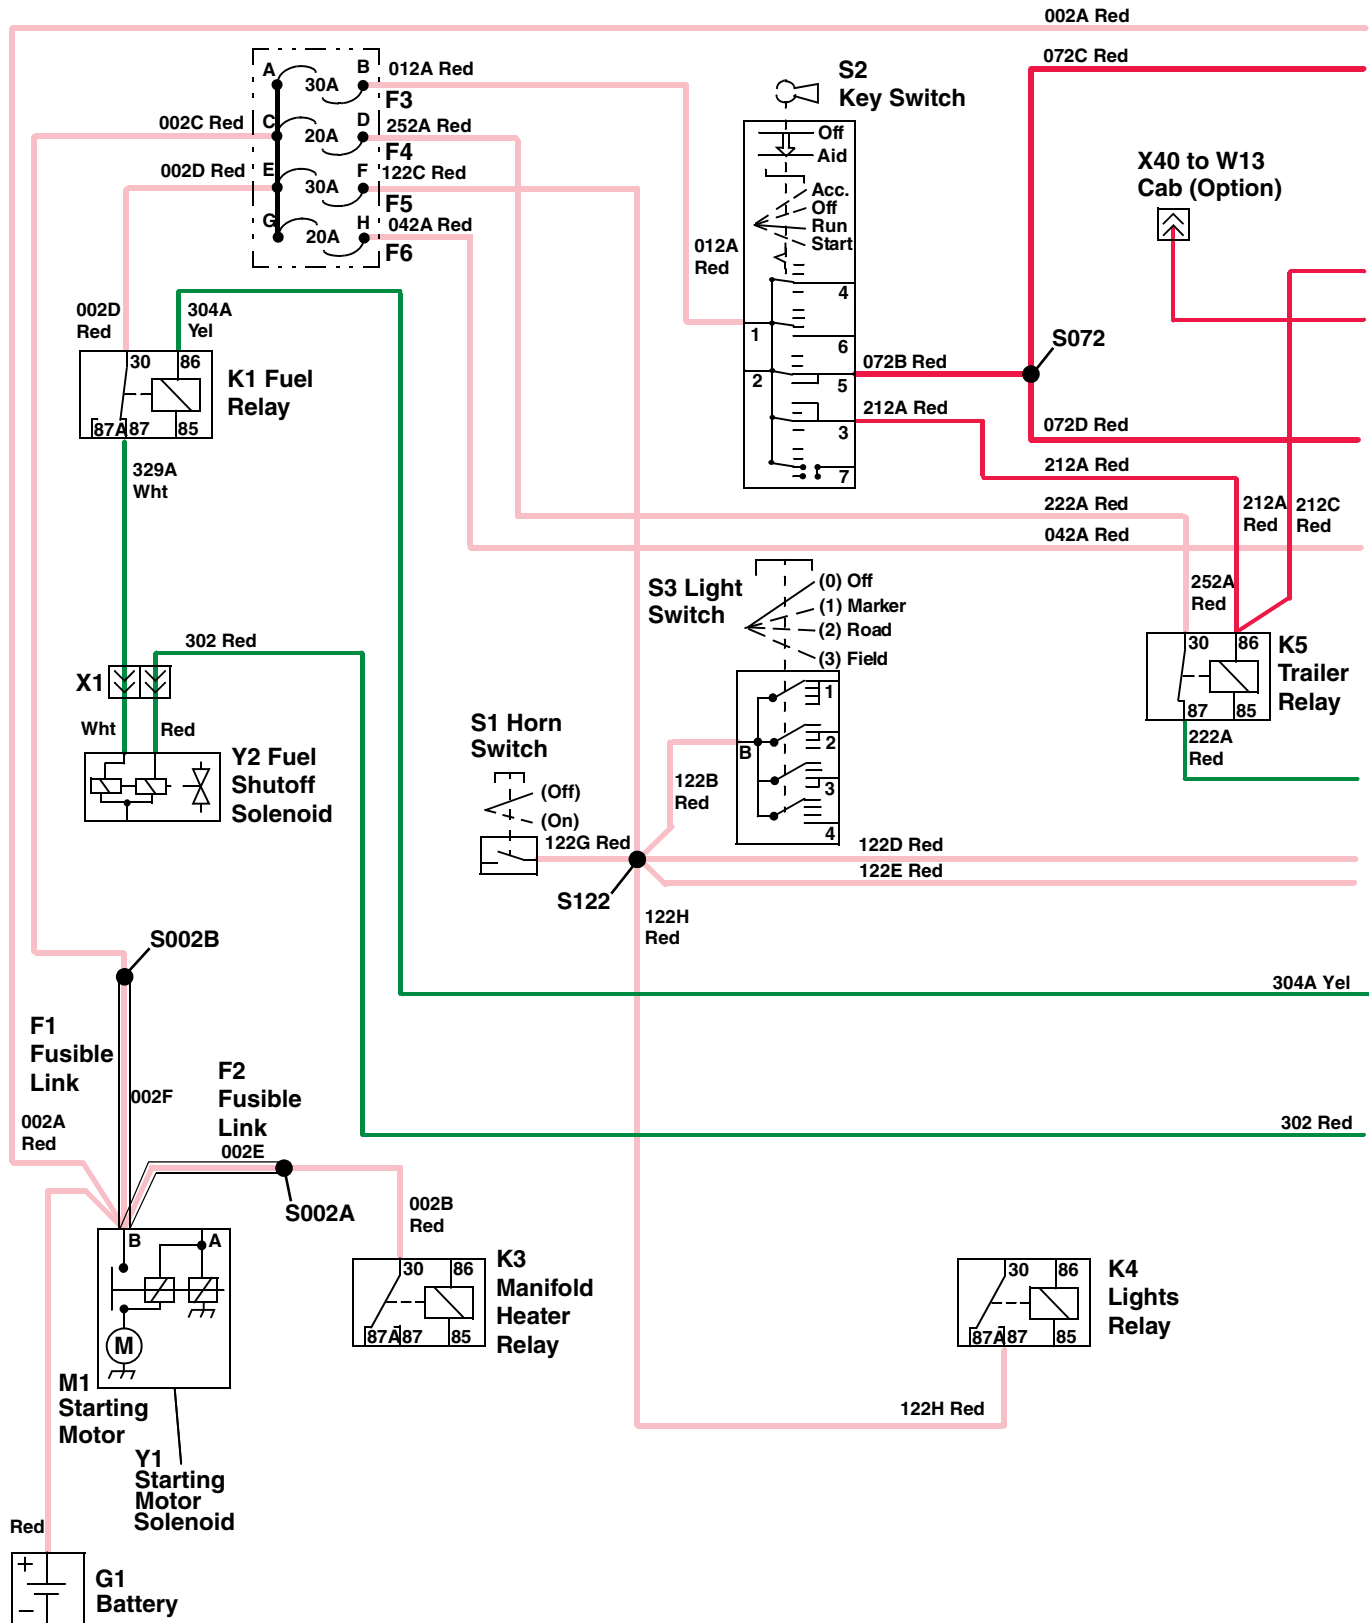 002A Red
072C Red
A
B
012A Red
30A
F3
S2
Key Switch
002C Red
C
D
252A Red
20A
F4
Off
Aid
002D Red
E
F
122C Red
30A
F5
X40 to W13
Cab (Option)
Acc.
Off
Run
Start
G
H
042A Red
20A
F6
012A
Red
4
1
6
002D
Red
304A
Yel
30
86
K1 Fuel
Relay
87A
87
85
072B Red
S072
2
5
212A Red
3
072D Red
7
329A
Wht
212A Red
222A Red
212A
Red
212C
Red
042A Red
S3 Light
Switch
(0) Off
(1) Marker
(2) Road
(3) Field
252A
Red
30
86
K5
Trailer
Relay
87
85
222A
Red
302 Red
X1
Wht
Red
Y2 Fuel
Shutoff
Solenoid
S1 Horn
Switch
(Off)
(On)
1
B
2
3
4
122B
Red
122G Red
122D Red
122E Red
S122
122H
Red
S002B
304A Yel
F1
Fusible
Link
F2
Fusible
Link
002F
002A
Red
302 Red
002E
S002A
002B
Red
B
A
M
30
86
K3
Manifold
Heater
Relay
87A
87
85
30
86
K4
Lights
Relay
87A
87
85
M1
Starting
Motor
122H Red
Y1
Starting
Motor
Solenoid
Red
+
−
G1
Battery